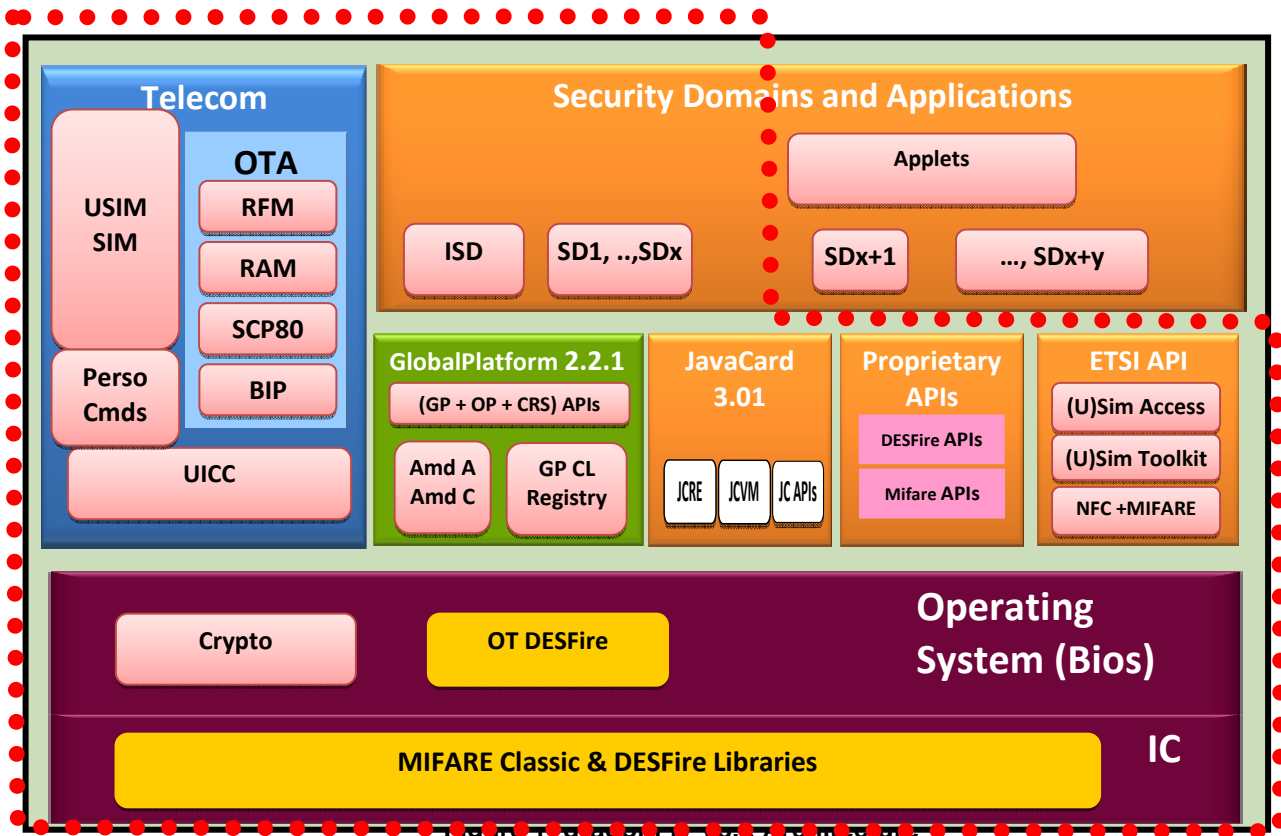 Telecom
USIM
SIM
OTA
RFM
RAM
SCP80
BIP
Perso
Cmds
UICC
Security Domains and Applications
Applets
ISD
SD1, ..,SDx
SDx+1
…, SDx+y
GlobalPlatform 2.2.1
(GP + OP + CRS) APIs
Amd A
Amd C
GP CL
Registry
JavaCard
3.01
JCRE
JCVM
JC APIs
Proprietary
APIs
DESFire APIs
Mifare APIs
ETSI API
(U)Sim Access
(U)Sim Toolkit
NFC +MIFARE
Operating
System (Bios)
Crypto
OT DESFire
IC
MIFARE Classic & DESFire Libraries